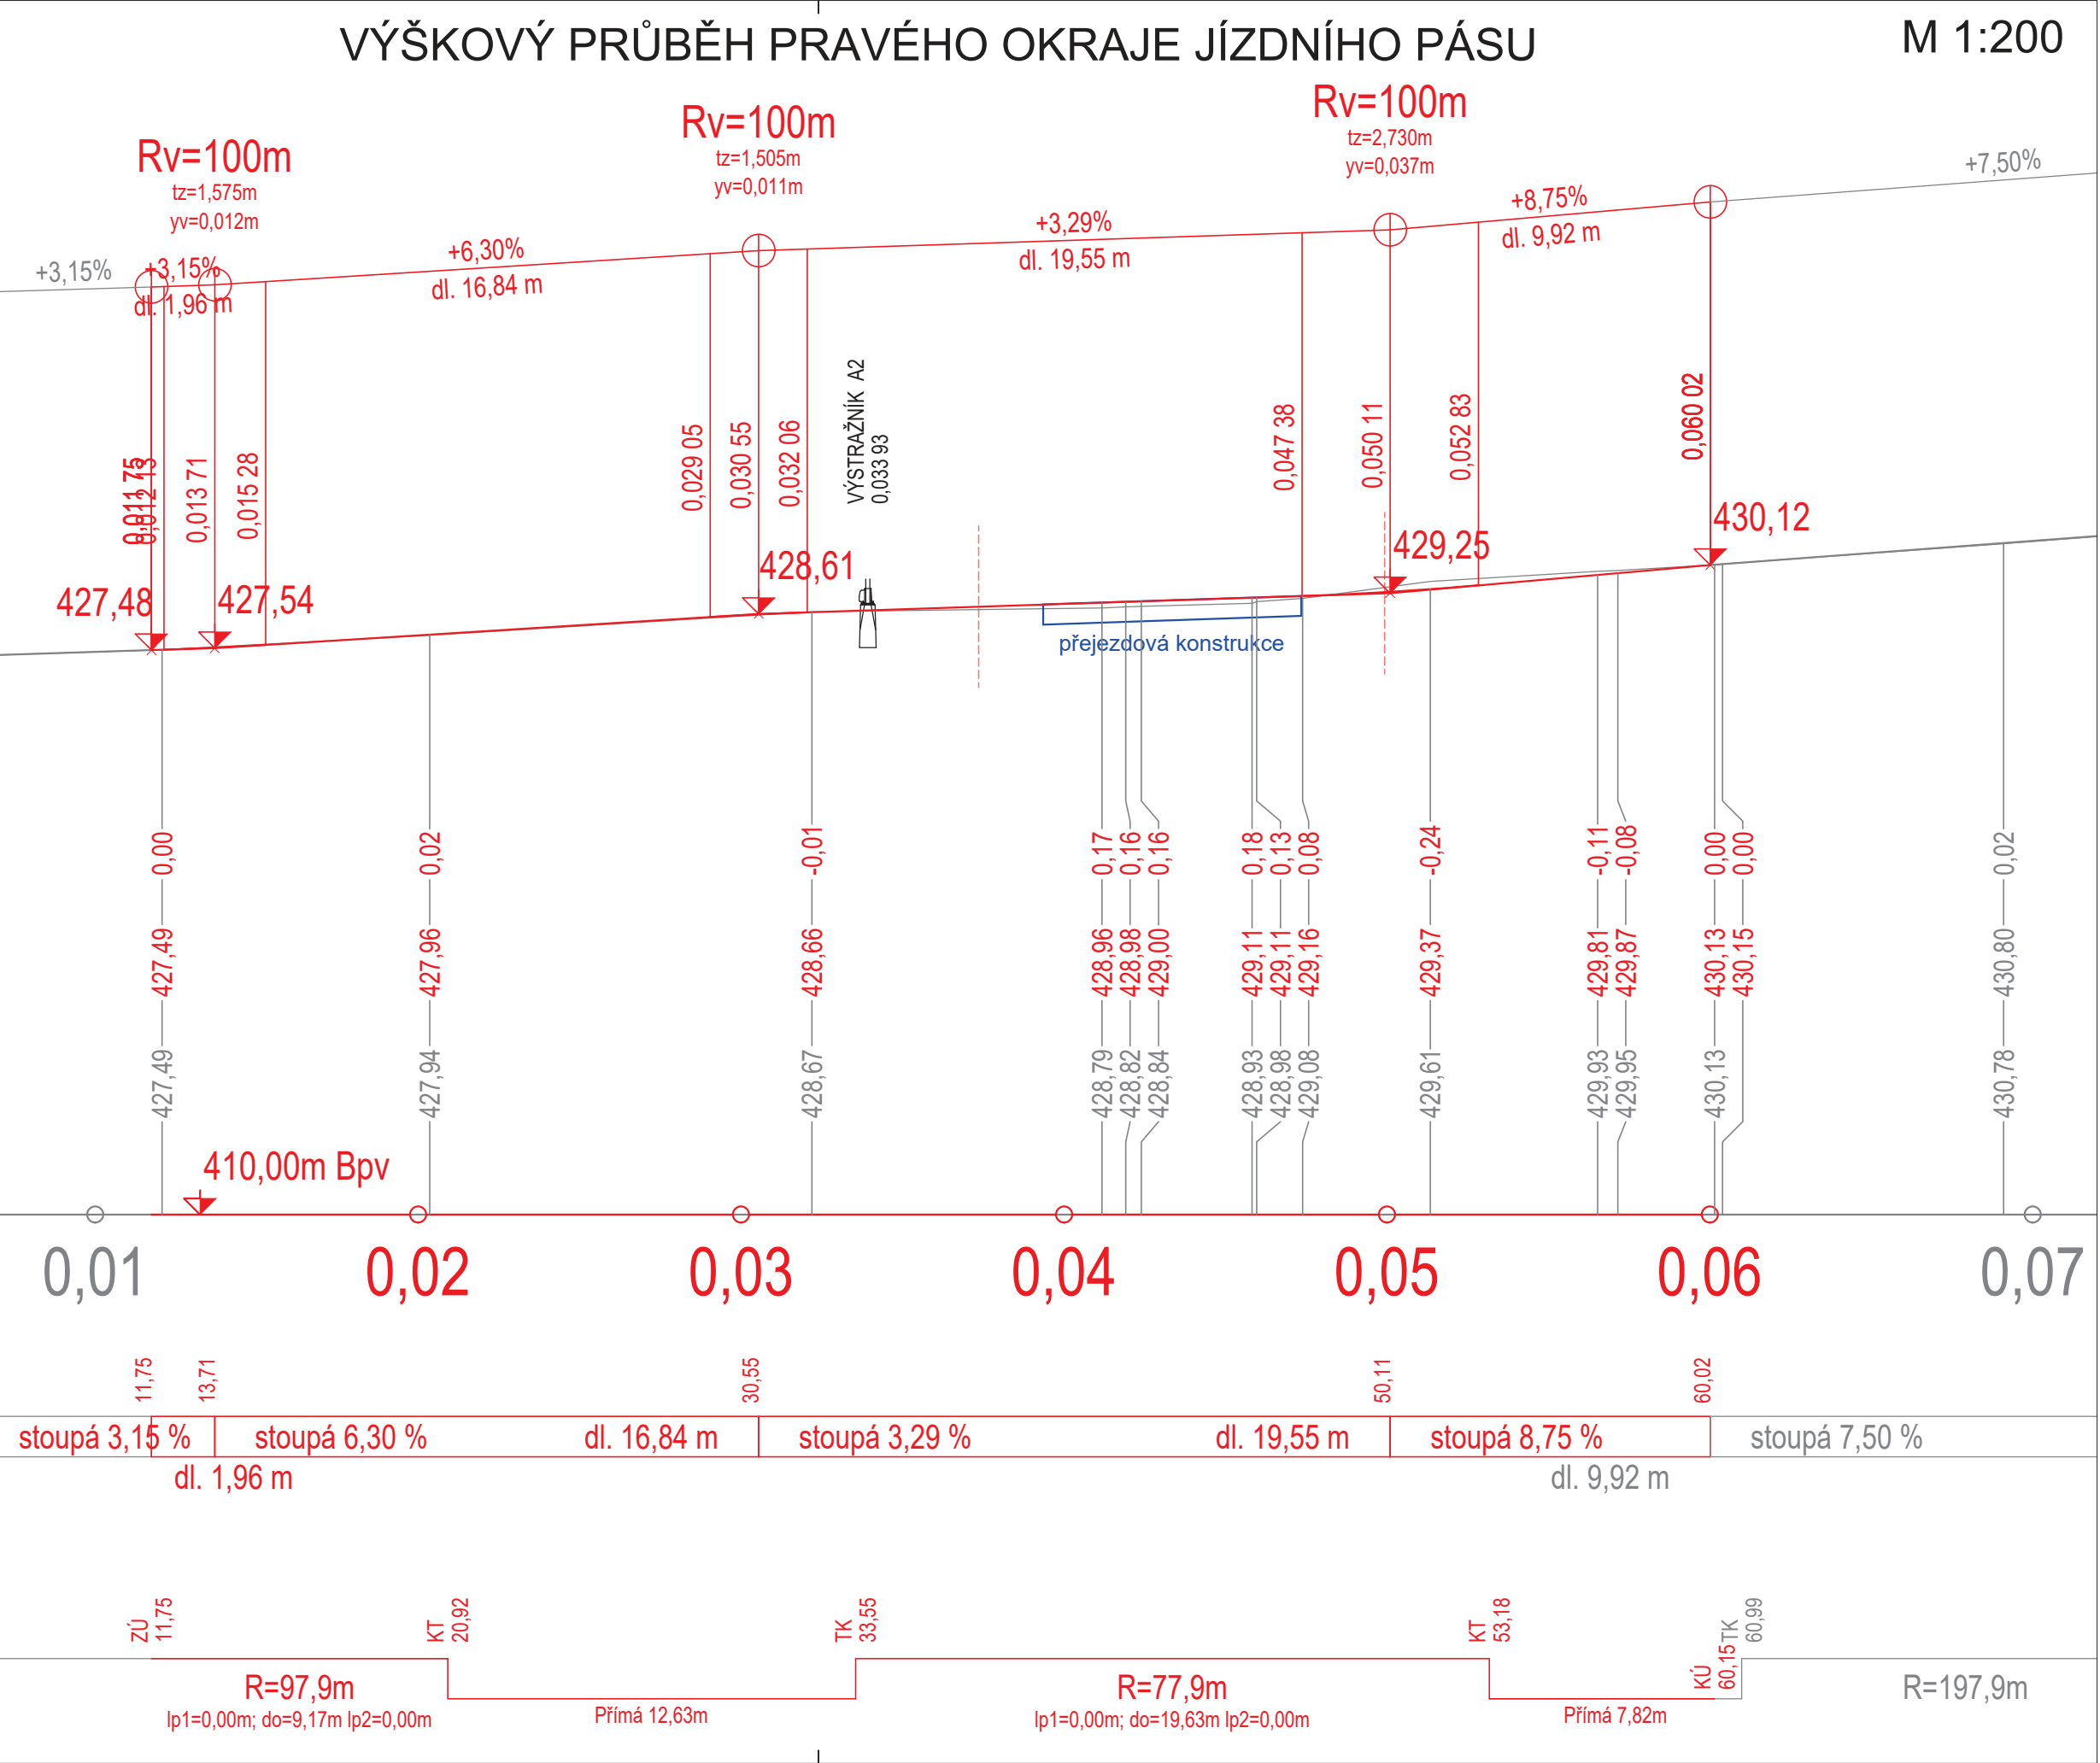 VÝŠKOVÝ PRŮBĚH PRAVÉHO OKRAJE JÍZDNÍHO PÁSU
M 1:200
Rv=100m
tz=1,575m
yv=0,012m
Rv=100m
tz=1,505m
yv=0,011m
Rv=100m
tz=2,730m
yv=0,037m
+3,15%
+3,15%
dl. 1,96 m
+6,30%
dl. 16,84 m
+3,29%
dl. 19,55 m
+8,75%
dl. 9,92 m
+7,50%
0,011 75
0,012 13
0,013 71
0,015 28
0,029 05
0,030 55
0,032 06
VÝSTRAŽNÍK A2
0,033 93
0,047 38
0,050 11
0,052 83
0,060 02
427,48
427,54
428,61
429,25
430,12
přejezdová konstrukce
0,00
0,02
-0,01
0,17
0,16
0,16
0,18
0,13
0,08
-0,24
-0,11
-0,08
0,00
0,00
0,02
427,49
427,96
428,66
428,96
428,98
429,00
429,11
429,11
429,16
429,37
429,81
429,87
430,13
430,15
430,80
427,49
427,94
428,67
428,79
428,82
428,84
428,93
428,98
429,08
429,61
429,93
429,95
430,13
430,78
410,00m Bpv
0,01
0,02
0,03
0,04
0,05
0,06
0,07
11,75
13,71
30,55
50,11
60,02
stoupá 3,15 %
stoupá 6,30 %
dl. 16,84 m
stoupá 3,29 %
dl. 19,55 m
stoupá 8,75 %
stoupá 7,50 %
dl. 1,96 m
dl. 9,92 m
ZÚ
11,75
KT
20,92
TK
33,55
KT
53,18
KÚ
60,15
TK
60,99
R=97,9m
lp1=0,00m; do=9,17m lp2=0,00m
Přímá 12,63m
R=77,9m
lp1=0,00m; do=19,63m lp2=0,00m
Přímá 7,82m
R=197,9m